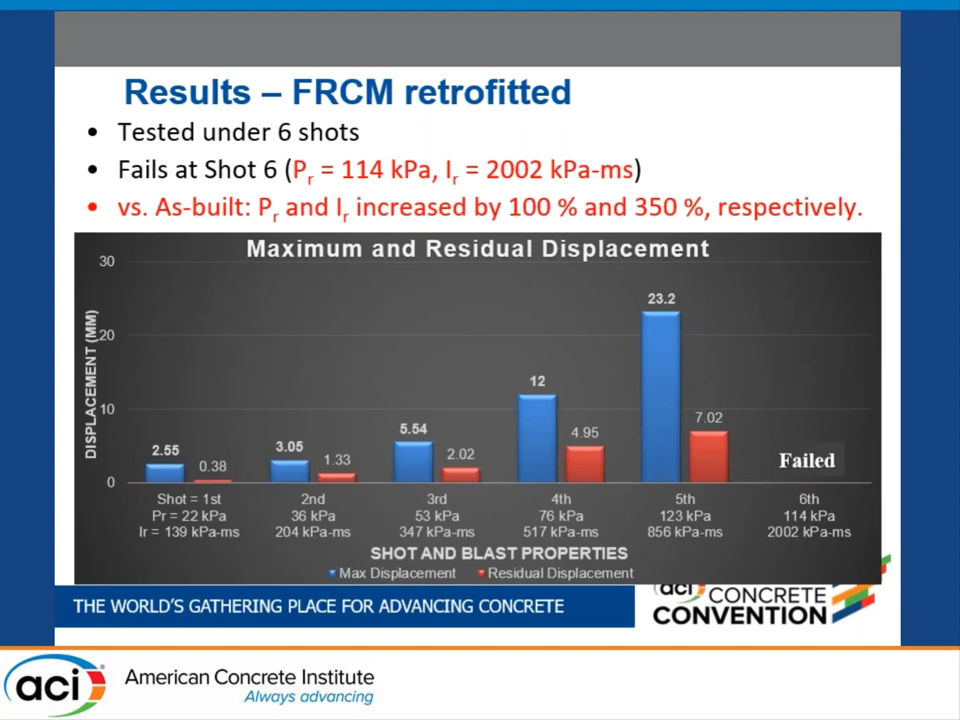 Results – FRCM retrofitted
• Tested under 6 shots
• Fails at Shot 6 (Pr = 114 kPa, Ir = 2002 kPa-ms)
• vs. As-built: Pr and Ir increased by 100 % and 350 %, respectively.
Maximum and Residual Displacement
DISPLACEMENT (MM)
30
20
10
0
2.55
0.38
3.05
1.33
5.54
2.02
12
4.95
23.2
7.02
Failed
Shot = 1st 2nd 3rd 4th 5th 6th
Pr = 22 kPa 36 kPa 53 kPa 76 kPa 123 kPa 114 kPa
Ir = 139 kPa-ms 204 kPa-ms 347 kPa-ms 517 kPa-ms 856 kPa-ms 2002 kPa-ms
SHOT AND BLAST PROPERTIES
Max Displacement Residual Displacement
THE WORLD'S GATHERING PLACE FOR ADVANCING CONCRETE
aci CONCRETE
CONVENTION
aci
American Concrete Institute
Always advancing